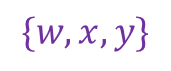 {w, x, y}